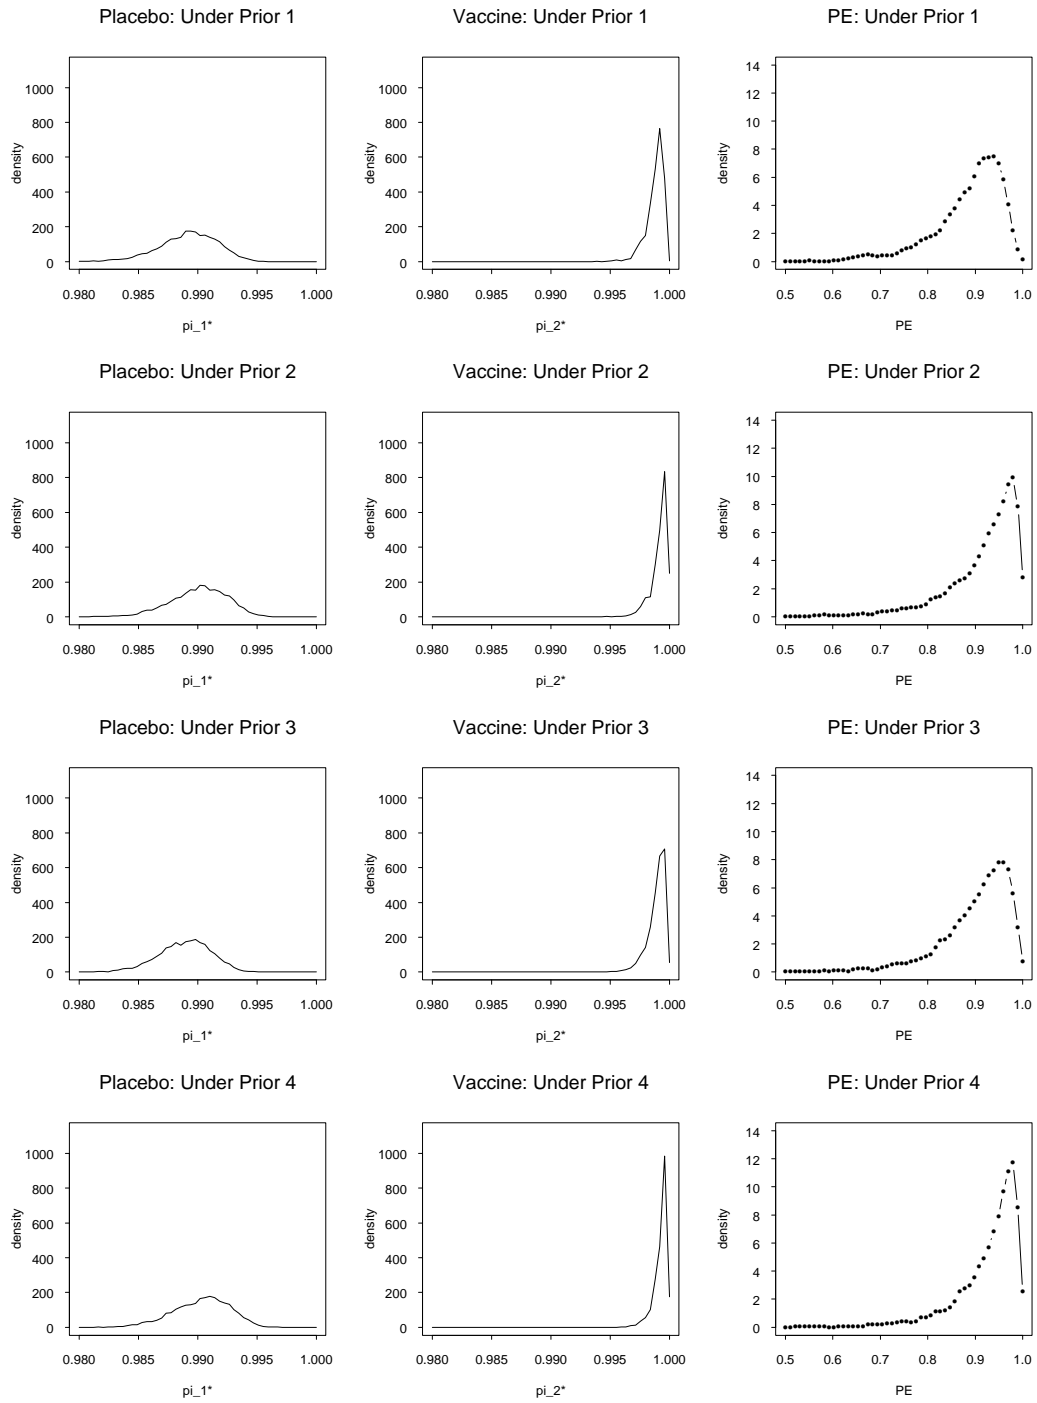 Placebo: Under Prior 1
density
1000
800
600
400
200
0
0.980 0.985 0.990 0.995 1.000
pi_1*
Vaccine: Under Prior 1
density
1000
800
600
400
200
0
0.980 0.985 0.990 0.995 1.000
pi_2*
PE: Under Prior 1
density
14
12
10
8
6
4
2
0
0.5 0.6 0.7 0.8 0.9 1.0
PE
Placebo: Under Prior 2
density
1000
800
600
400
200
0
0.980 0.985 0.990 0.995 1.000
pi_1*
Vaccine: Under Prior 2
density
1000
800
600
400
200
0
0.980 0.985 0.990 0.995 1.000
pi_2*
PE: Under Prior 2
density
14
12
10
8
6
4
2
0
0.5 0.6 0.7 0.8 0.9 1.0
PE
Placebo: Under Prior 3
density
1000
800
600
400
200
0
0.980 0.985 0.990 0.995 1.000
pi_1*
Vaccine: Under Prior 3
density
1000
800
600
400
200
0
0.980 0.985 0.990 0.995 1.000
pi_2*
PE: Under Prior 3
density
14
12
10
8
6
4
2
0
0.5 0.6 0.7 0.8 0.9 1.0
PE
Placebo: Under Prior 4
density
1000
800
600
400
200
0
0.980 0.985 0.990 0.995 1.000
pi_1*
Vaccine: Under Prior 4
density
1000
800
600
400
200
0
0.980 0.985 0.990 0.995 1.000
pi_2*
PE: Under Prior 4
density
14
12
10
8
6
4
2
0
0.5 0.6 0.7 0.8 0.9 1.0
PE